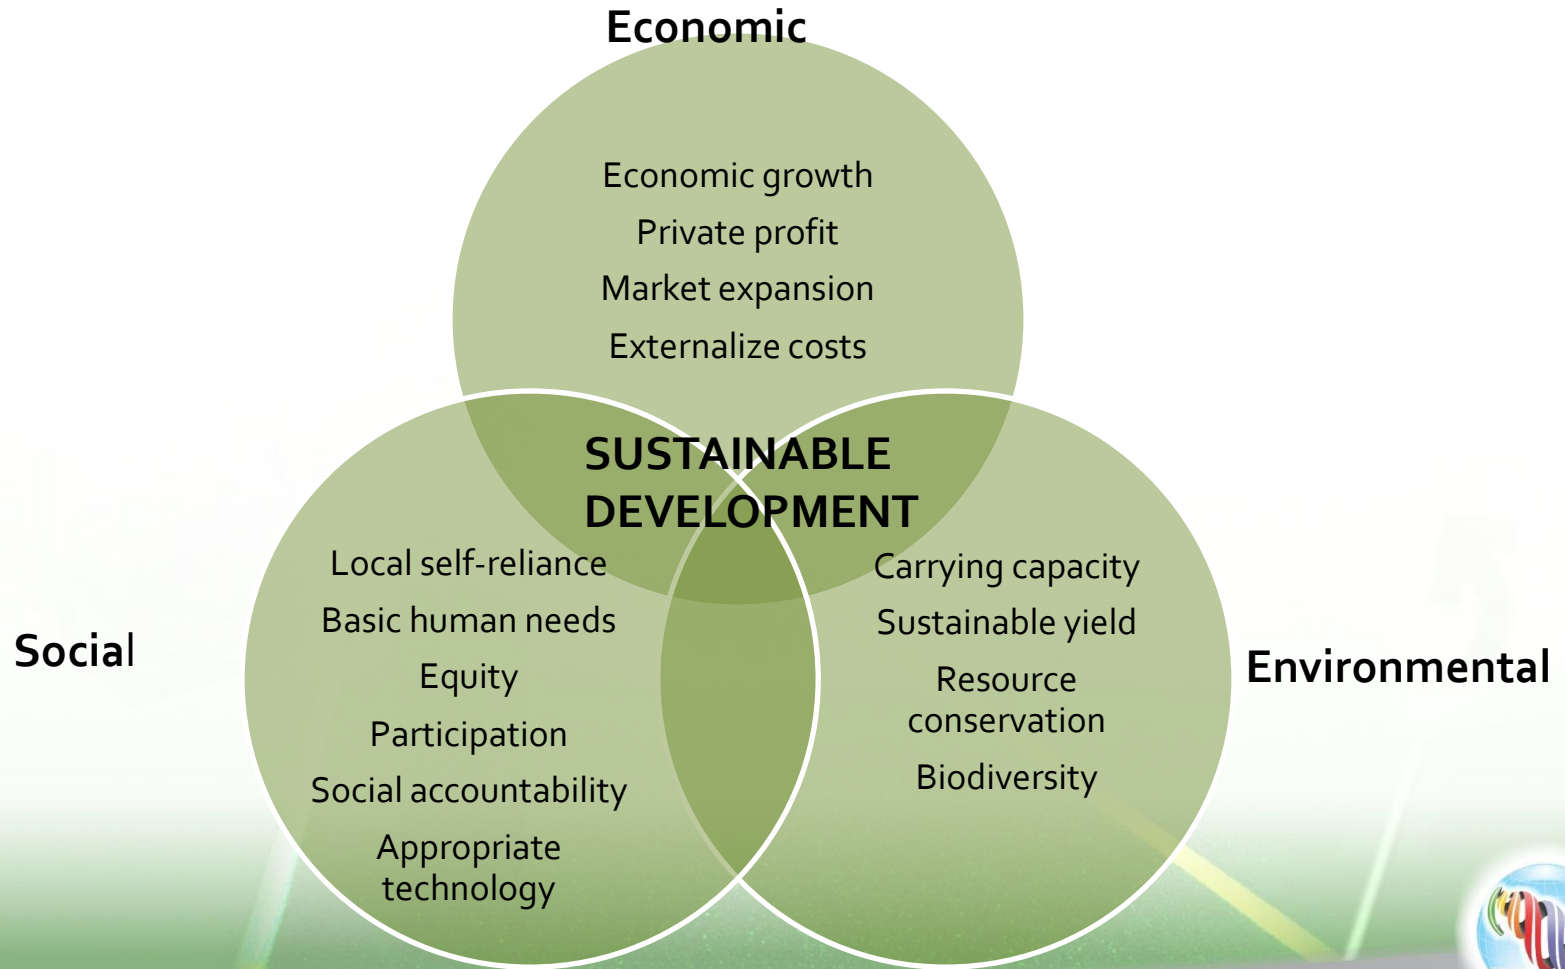 Economic
Economic growth
Private profit
Market expansion
Externalize costs
SUSTAINABLE
DEVELOPMENT
Social
Local self-reliance
Basic human needs
Equity
Participation
Social accountability
Appropriate
technology
Carrying capacity
Sustainable yield
Resource
conservation
Biodiversity
Environmental